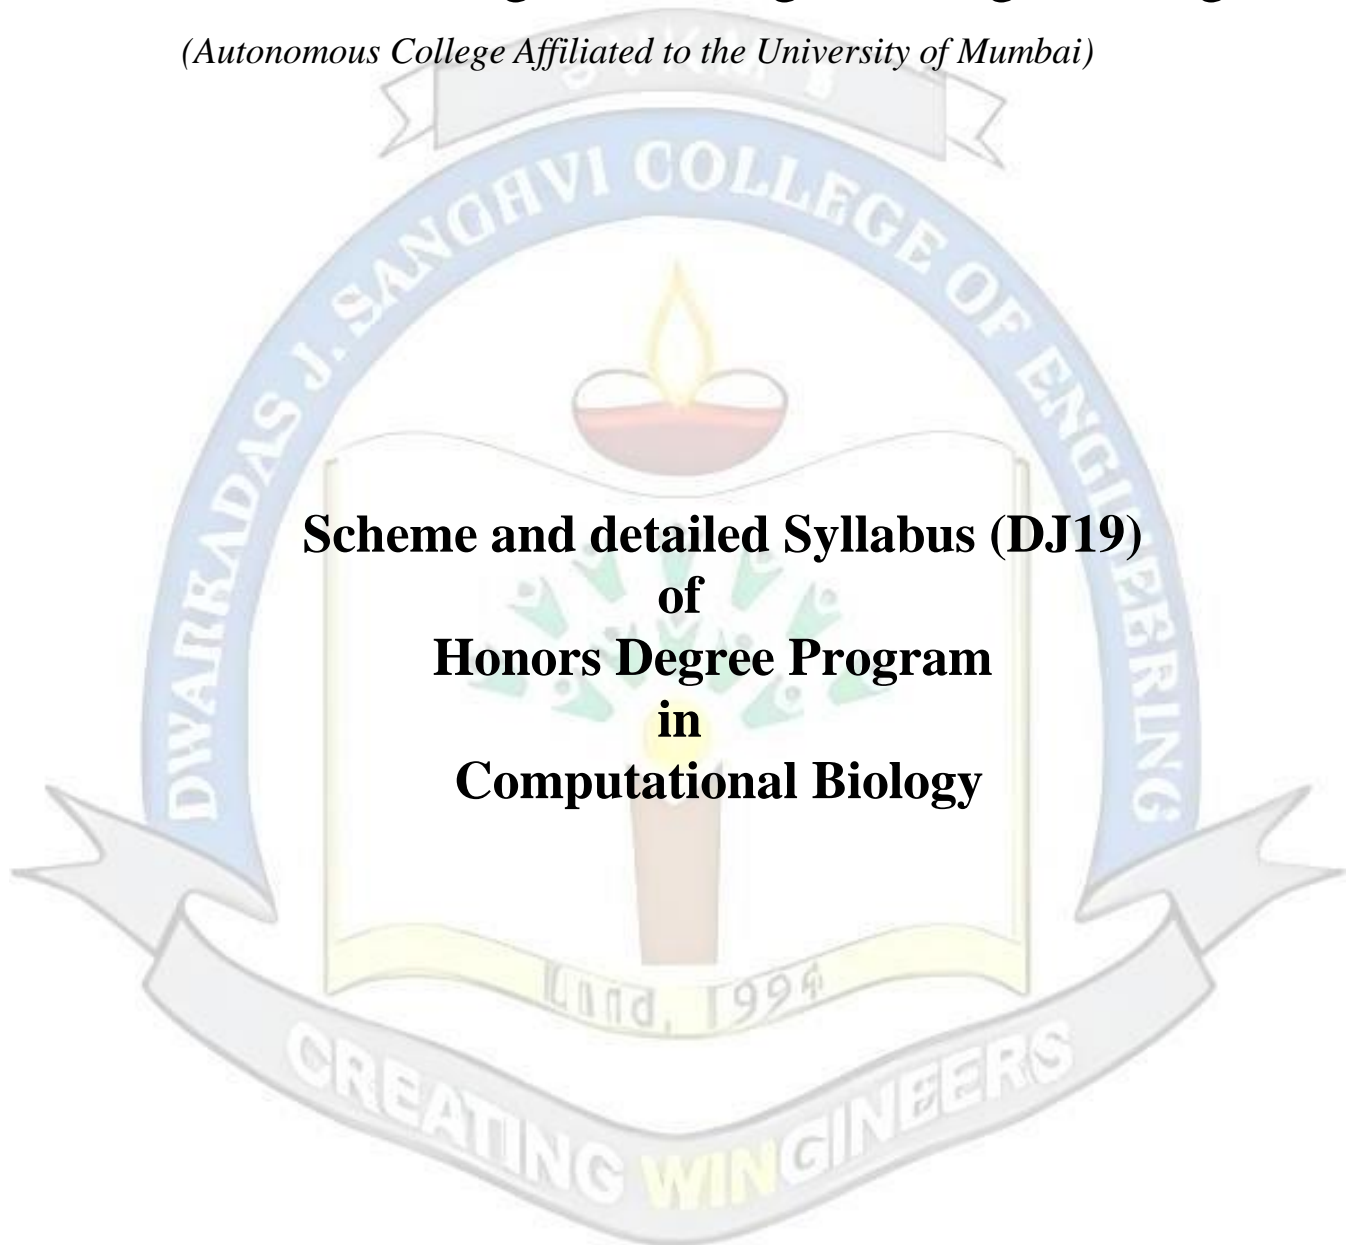 (Autonomous College Affiliated to the University of Mumbai)
DWARKADAS J. SANGHVI COLLEGE OF ENGINEERING
Scheme and detailed Syllabus (DJ19)
of
Honors Degree Program
in
Computational Biology
1994
CREATING WINGINEERS